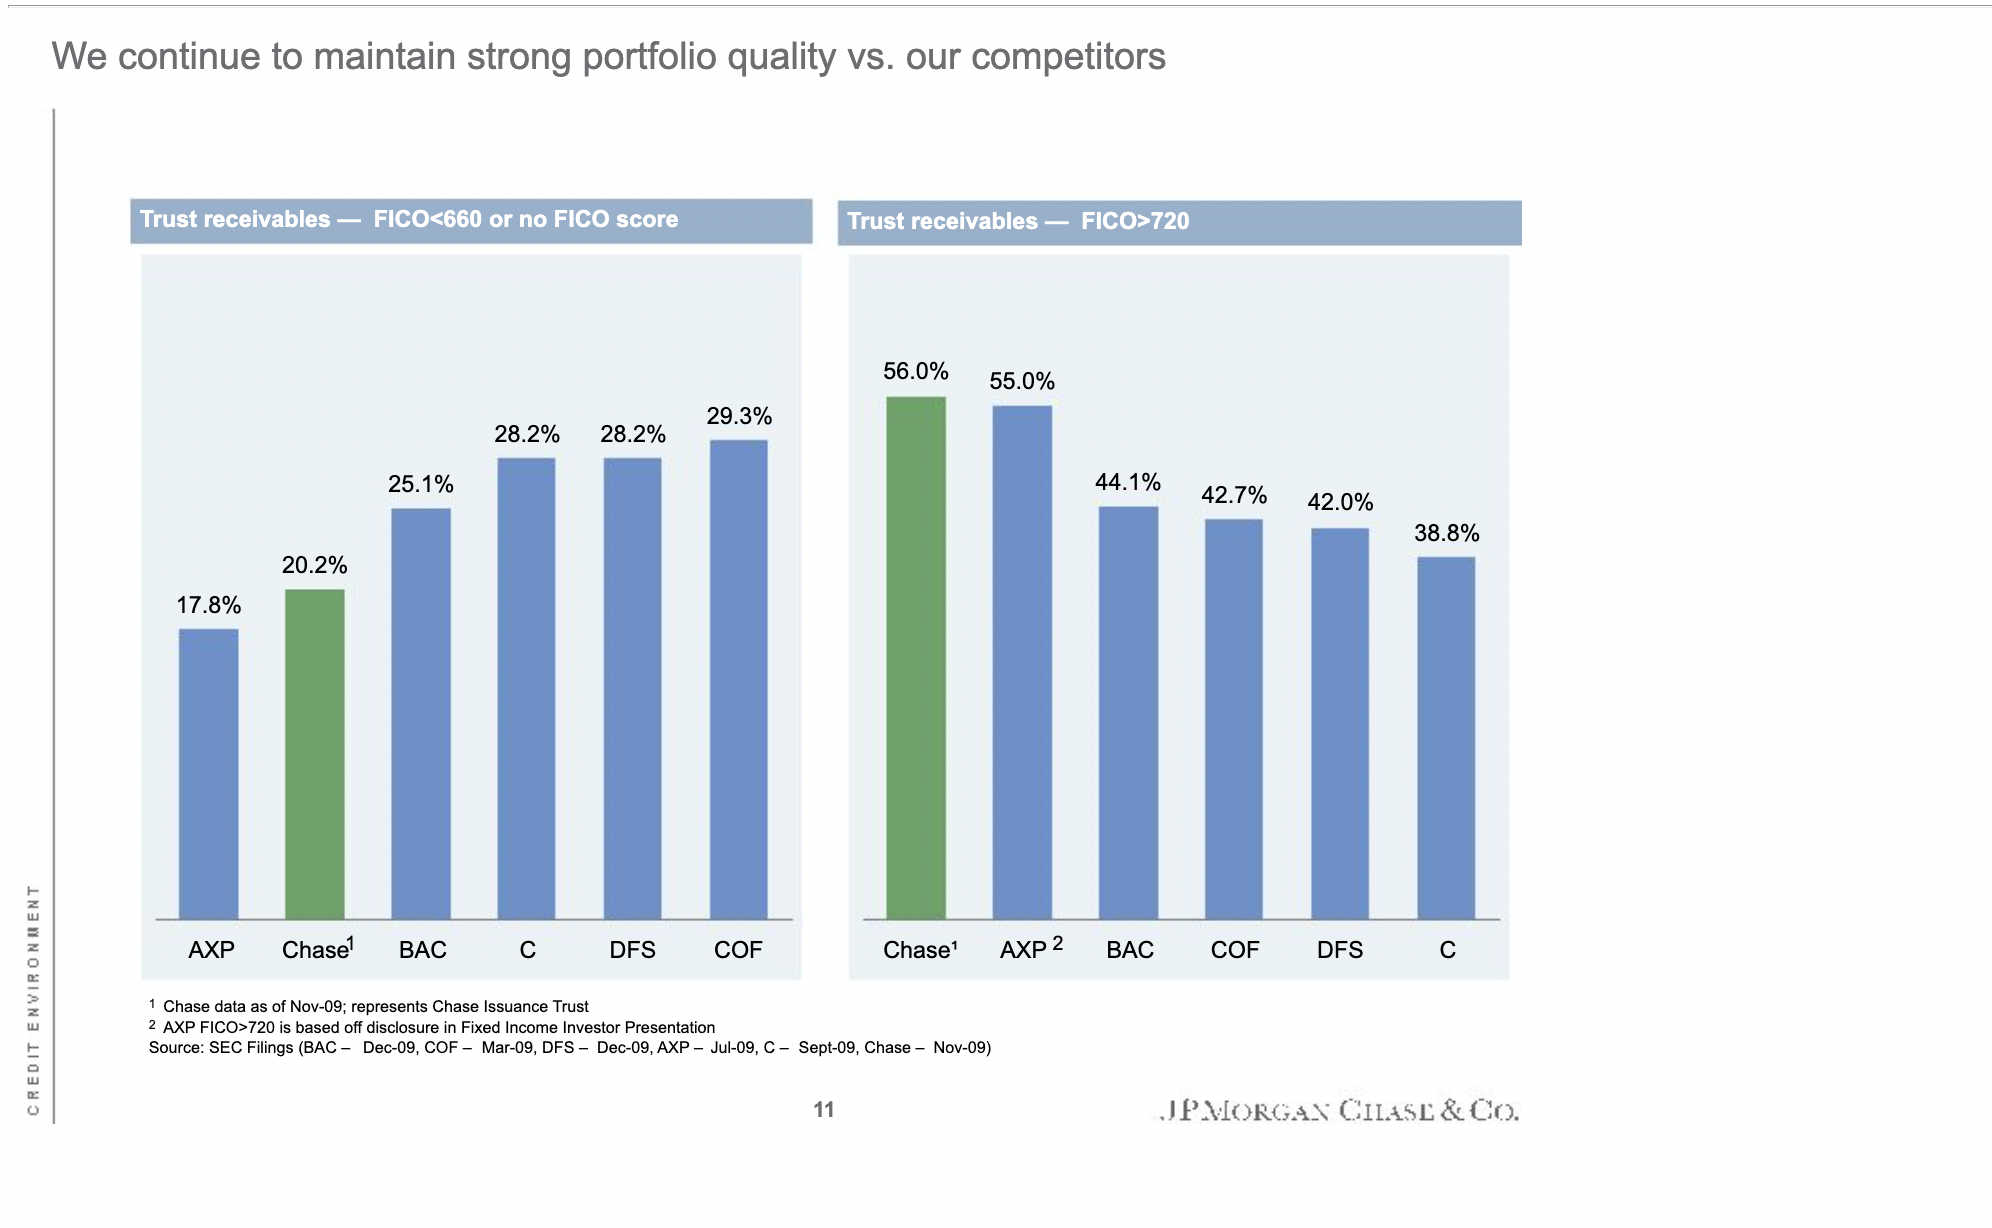 We continue to maintain strong portfolio quality vs. our competitors
Trust receivables — FICO<660 or no FICO score
17.8%
20.2%
25.1%
28.2%
28.2%
29.3%
AXP
Chase¹
BAC
C
DFS
COF
Trust receivables — FICO>720
56.0%
55.0%
44.1%
42.7%
42.0%
38.8%
Chase¹
AXP ²
BAC
COF
DFS
C
¹ Chase data as of Nov-09; represents Chase Issuance Trust
² AXP FICO>720 is based off disclosure in Fixed Income Investor Presentation
Source: SEC Filings (BAC – Dec-09, COF – Mar-09, DFS – Dec-09, AXP – Jul-09, C – Sept-09, Chase – Nov-09)
CREDIT ENVIRONMENT
11
JPMORGAN CHASE & CO.